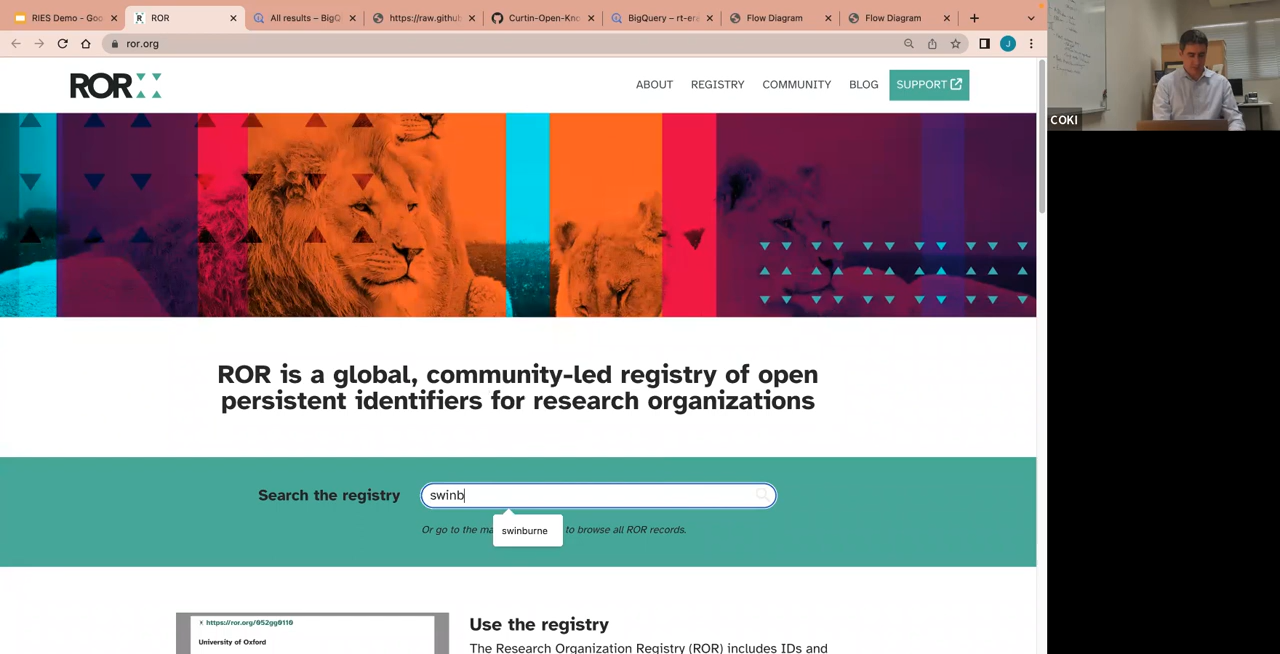 RIES Demo - Goo
ROR
All results – BigQ
https://raw.githu
Curtin-Open-Kno
BigQuery – rt-era
Flow Diagram
Flow Diagram
ror.org
J
ROR
ABOUT
REGISTRY
COMMUNITY
BLOG
SUPPORT
COKI
ROR is a global, community-led registry of open
persistent identifiers for research organizations
Search the registry
swinb
Or go to the ma
to browse all ROR records.
swinburne
https://ror.org/052gg0110
University of Oxford
Use the registry
The Research Organization Registry (ROR) includes IDs and